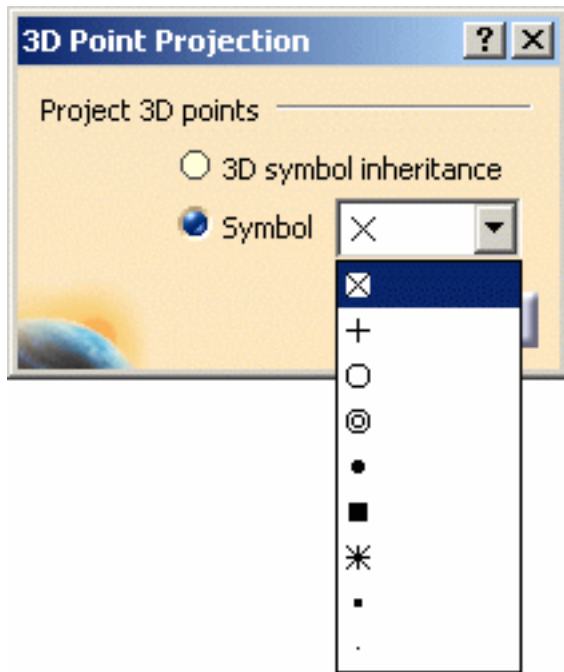 3D Point Projection
Project 3D points
3D symbol inheritance
Symbol